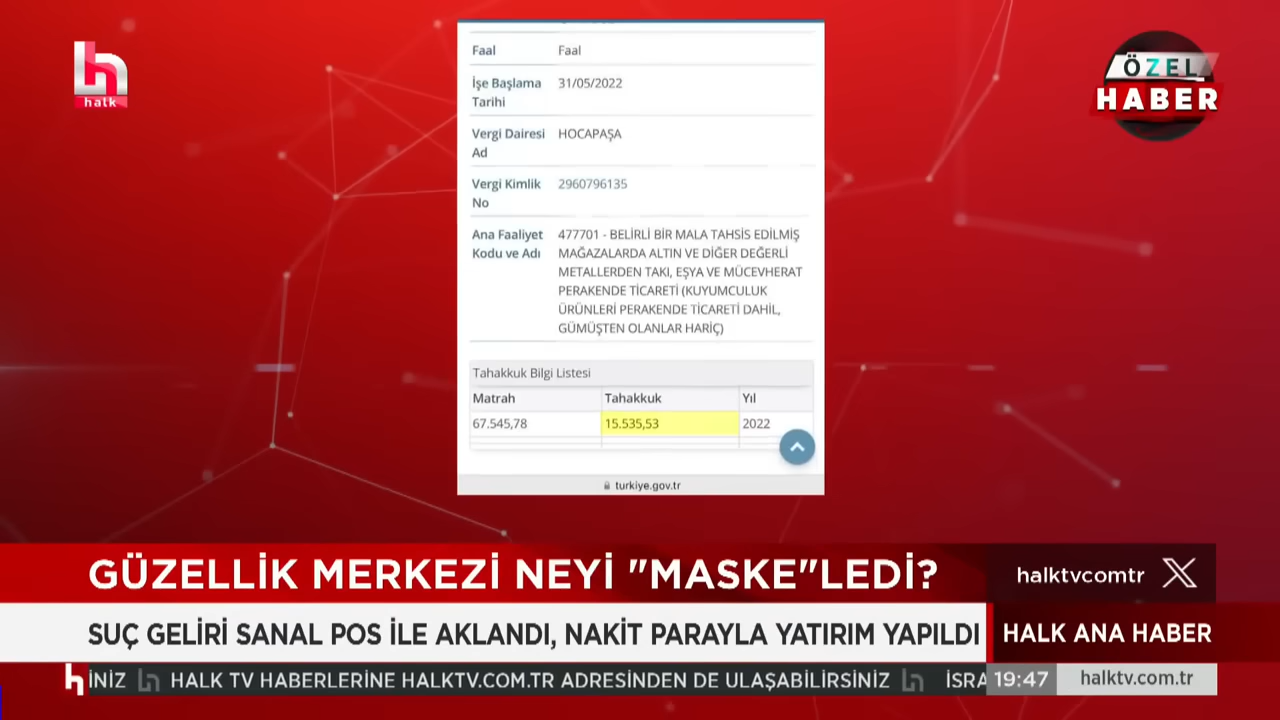 halk
ÖZEL
HABER
Faal Faal
İşe Başlama 31/05/2022
Tarihi
Vergi Dairesi HOCAPAŞA
Ad
Vergi Kimlik 2960796135
No
Ana Faaliyet 477701 - BELİRLİ BİR MALA TAHSİS EDİLMİŞ
Kodu ve Adı MAĞAZALARDA ALTIN VE DİĞER DEĞERLİ
METALLERDEN TAKI, EŞYA VE MÜCEVHERAT
PERAKENDE TİCARETİ (KUYUMCULUK
ÜRÜNLERİ PERAKENDE TİCARETİ DAHİL,
GÜMÜŞTEN OLANLAR HARİÇ)
Tahakkuk Bilgi Listesi
Matrah Tahakkuk Yıl
67.545,78 15.535,53 2022
turkiye.gov.tr
GÜZELLİK MERKEZİ NEYİ "MASKE"LEDİ?
halktvcomtr
SUÇ GELİRİ SANAL POS İLE AKLANDI, NAKİT PARAYLA YATIRIM YAPILDI
HALK ANA HABER
İNİZ HALK TV HABERLERİNE HALKTV.COM.TR ADRESİNDEN DE ULAŞABİLİRSİNİZ İSRA
19:47
halktv.com.tr